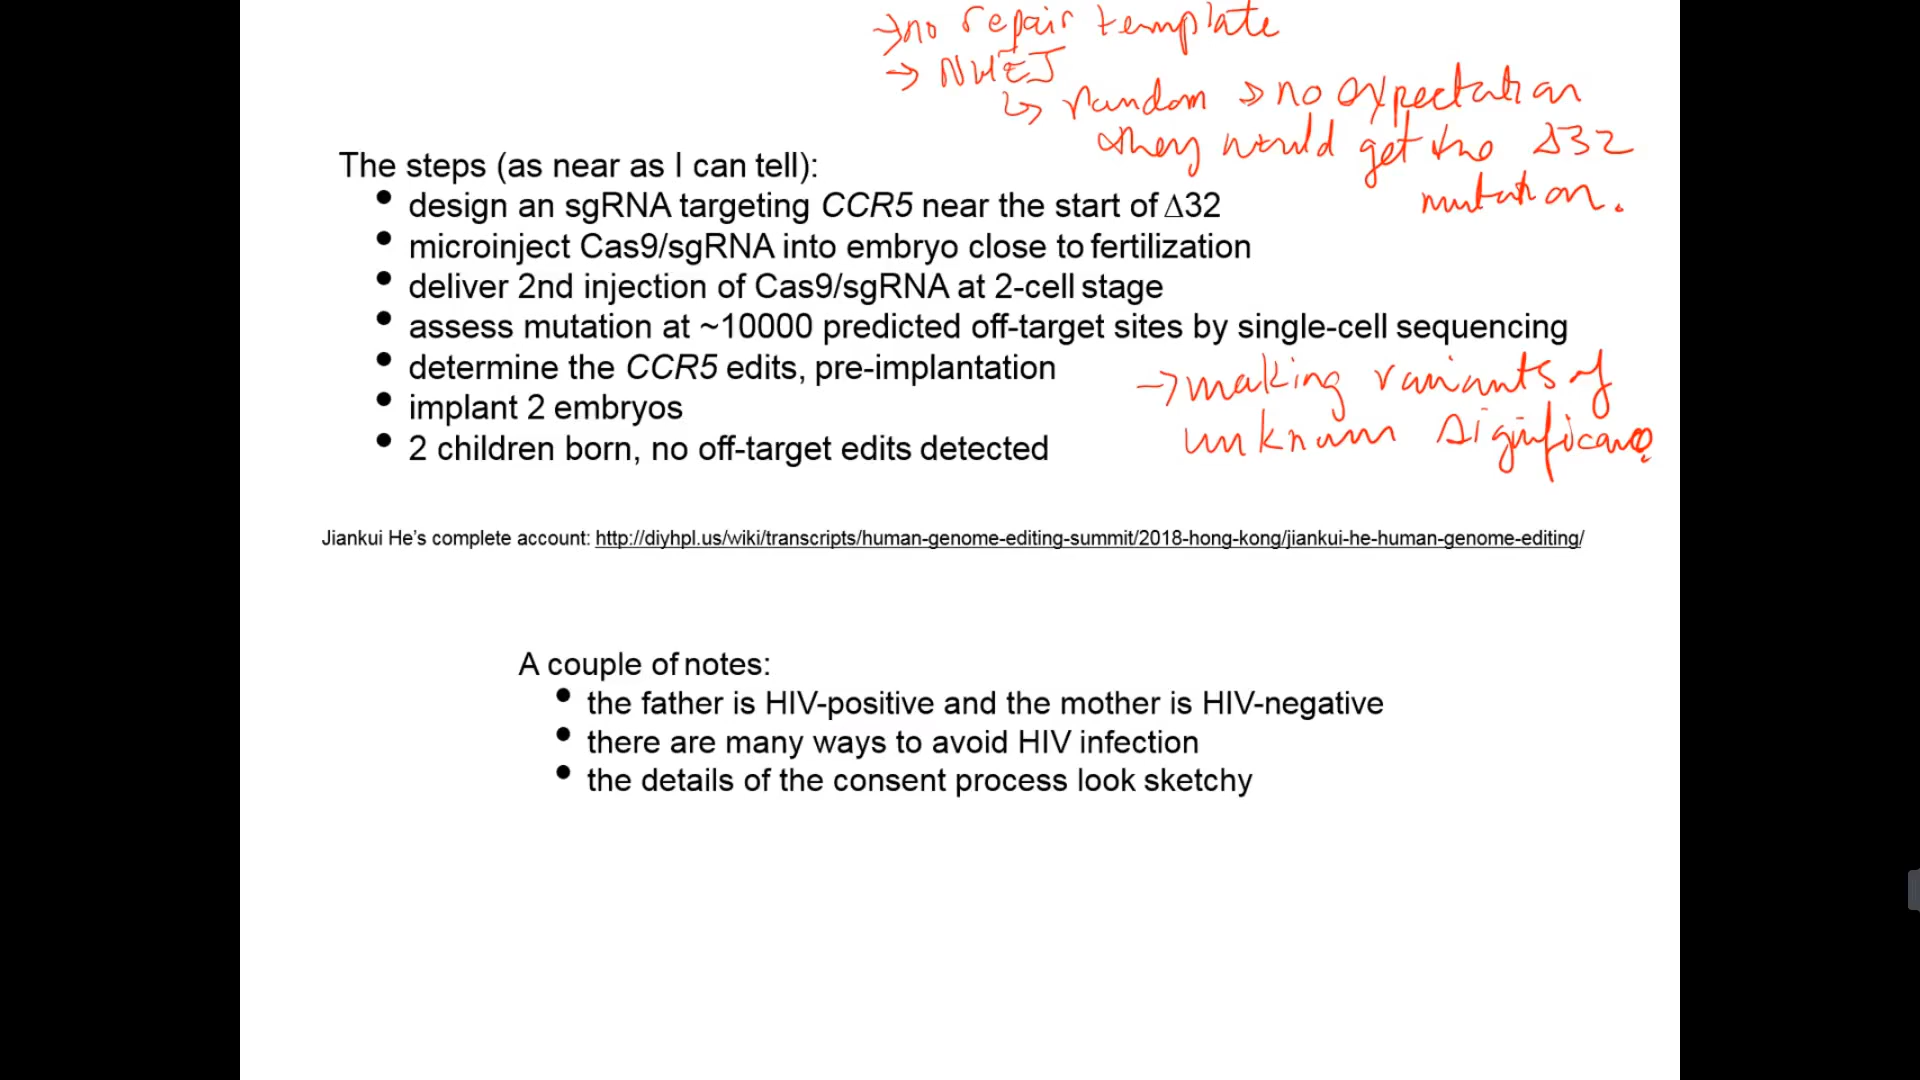 → no repair template
→ NHEJ
↳ random → no expectation
they would get the Δ32
mutation.
The steps (as near as I can tell):
• design an sgRNA targeting CCR5 near the start of Δ32
• microinject Cas9/sgRNA into embryo close to fertilization
• deliver 2nd injection of Cas9/sgRNA at 2-cell stage
• assess mutation at ~10000 predicted off-target sites by single-cell sequencing
• determine the CCR5 edits, pre-implantation
→ making variants of
• implant 2 embryos
unknown significance
• 2 children born, no off-target edits detected
Jiankui He’s complete account: http://diyhpl.us/wiki/transcripts/human-genome-editing-summit/2018-hong-kong/jiankui-he-human-genome-editing/
A couple of notes:
• the father is HIV-positive and the mother is HIV-negative
• there are many ways to avoid HIV infection
• the details of the consent process look sketchy